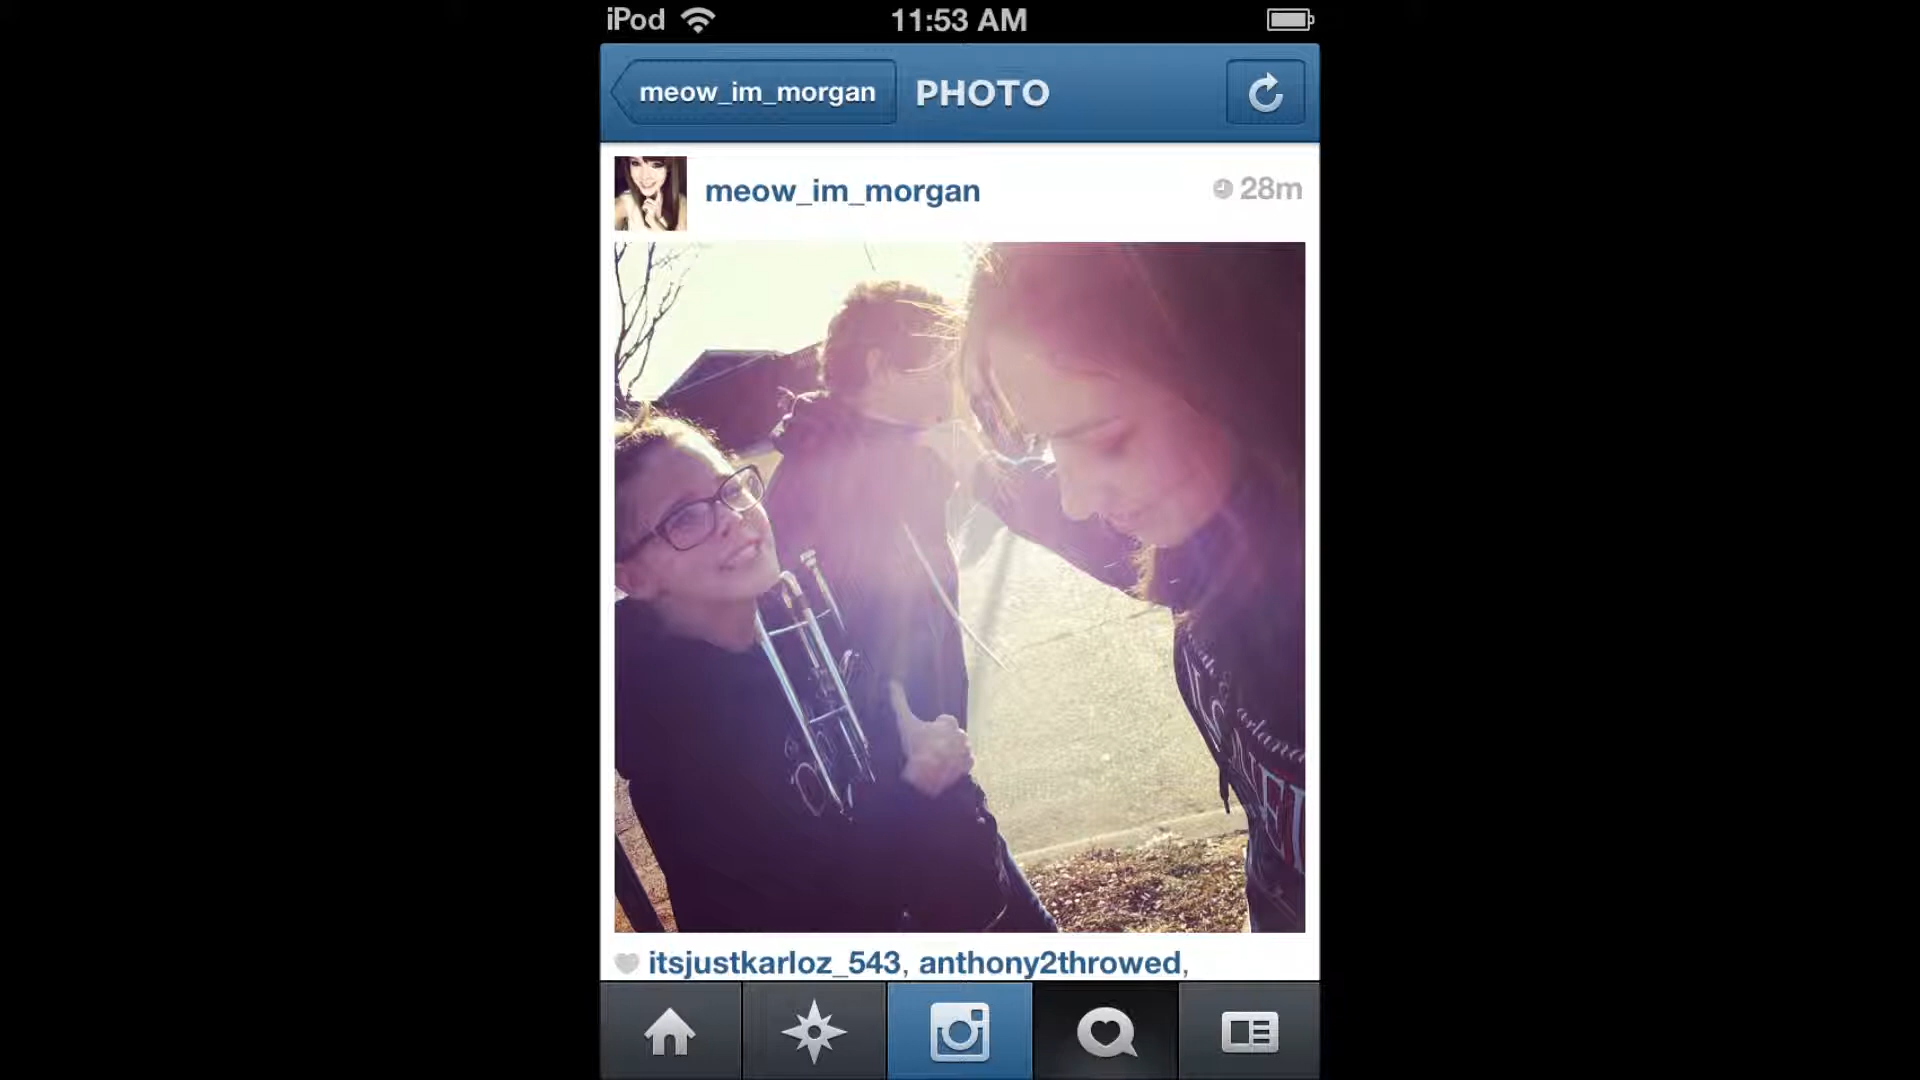 iPod 11:53 AM
meow_im_morgan PHOTO
meow_im_morgan 28m
itsjustkarloz_543, anthony2throwed,